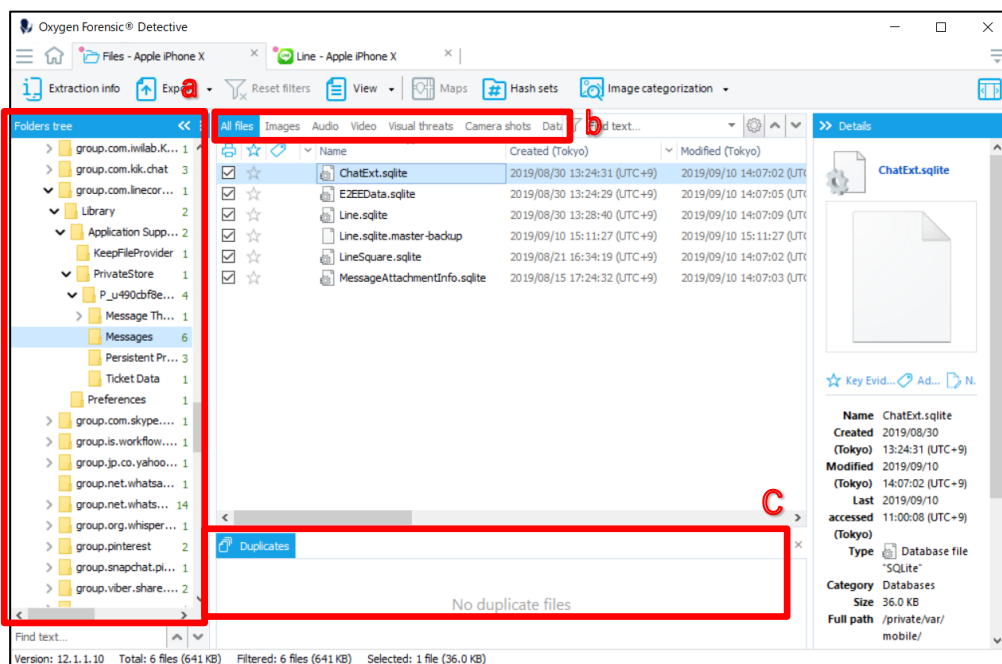 Oxygen Forensic® Detective
Files - Apple iPhone X
Line - Apple iPhone X
Extraction info
Exp
a
Reset filters
View
Maps
Hash sets
Image categorization
Folders tree
All files Images Audio Video Visual threats Camera shots Data
b
nd text...
Details
Name Created (Tokyo) Modified (Tokyo)
group.com.iwilab.K... 1
group.com.kik.chat 3
group.com.linecor... 1
Library 2
Application Supp... 2
KeepFileProvider 1
PrivateStore 1
P_u490cbf8e... 4
Message Th... 1
Messages 6
Persistent Pr... 3
Ticket Data 1
Preferences 1
group.com.skype.... 1
group.is.workflow.... 1
group.jp.co.yahoo... 1
group.net.whatsa... 1
group.net.whats... 14
group.org.whisper... 1
group.pinterest 2
group.snapchat.pi... 1
group.viber.share.... 2
Find text...
ChatExt.sqlite 2019/08/30 13:24:31 (UTC+9) 2019/09/10 14:07:02 (UT
E2EEData.sqlite 2019/08/30 13:24:29 (UTC+9) 2019/09/10 14:07:05 (UT
Line.sqlite 2019/08/30 13:28:40 (UTC+9) 2019/09/10 14:07:09 (UT
Line.sqlite.master-backup 2019/09/10 15:11:27 (UTC+9) 2019/09/10 15:11:27 (UT
LineSquare.sqlite 2019/08/21 16:34:19 (UTC+9) 2019/09/10 14:07:02 (UT
MessageAttachmentInfo.sqlite 2019/08/15 17:24:32 (UTC+9) 2019/09/10 14:07:03 (UTC
C
Duplicates
No duplicate files
ChatExt.sqlite
Key Evid... Ad... N.
Name ChatExt.sqlite
Created 2019/08/30
(Tokyo) 13:24:31 (UTC+9)
Modified 2019/09/10
(Tokyo) 14:07:02 (UTC+9)
Last 2019/09/10
accessed 11:00:08 (UTC+9)
(Tokyo)
Type Database file
"SQLite"
Category Databases
Size 36.0 KB
Full path /private/var/
mobile/
Version: 12.1.1.10 Total: 6 files (641 KB) Filtered: 6 files (641 KB) Selected: 1 file (36.0 KB)